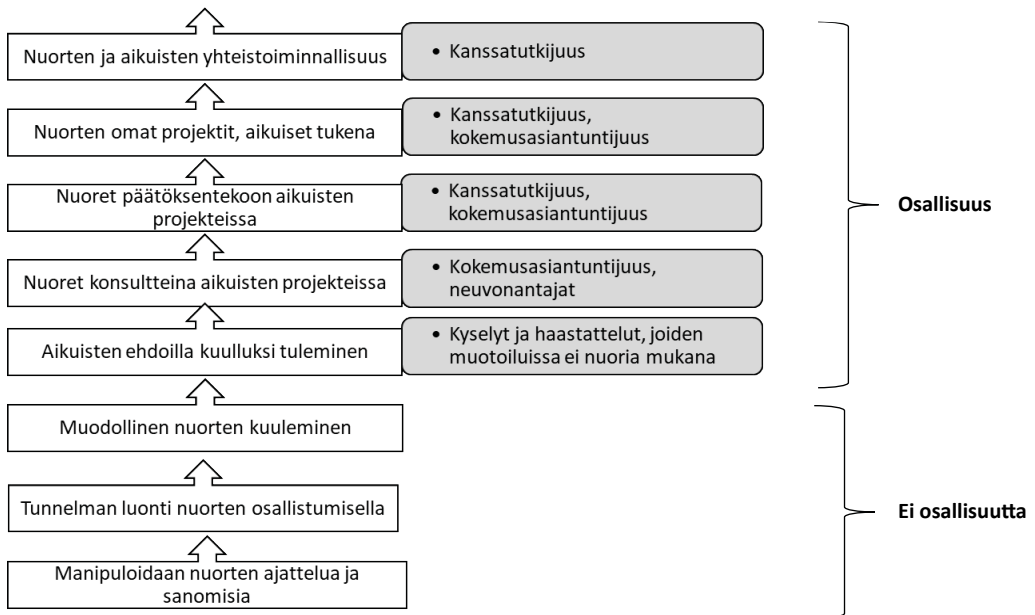 Nuorten ja aikuisten yhteistoiminnallisuus
• Kanssatutkijuus
Nuorten omat projektit, aikuiset tukena
• Kanssatutkijuus,
kokemusasiantuntijuus
Nuoret päätöksentekoon aikuisten
projekteissa
• Kanssatutkijuus,
kokemusasiantuntijuus
Osallisuus
Nuoret konsultteina aikuisten projekteissa
• Kokemusasiantuntijuus,
neuvonantajat
Aikuisten ehdoilla kuulluksi tuleminen
• Kyselyt ja haastattelut, joiden
muotoiluissa ei nuoria mukana
Muodollinen nuorten kuuleminen
Tunnelman luonti nuorten osallistumisella
Ei osallisuutta
Manipuloidaan nuorten ajattelua ja
sanomisia